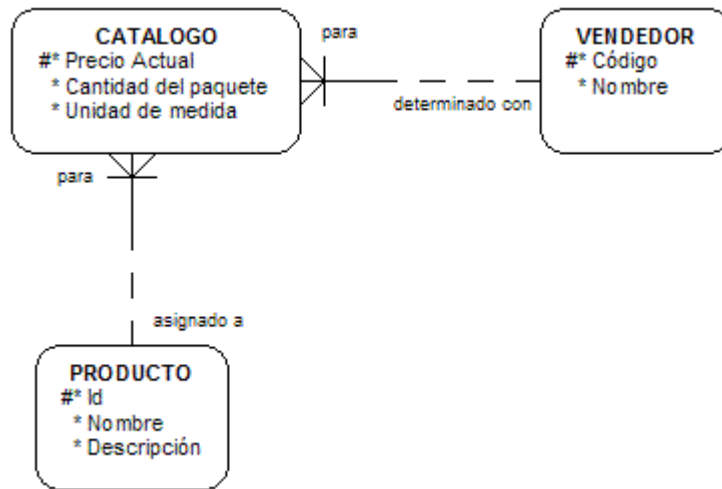 CATALOGO
#* Precio Actual
* Cantidad del paquete
* Unidad de medida
para
determinado con
VENDEDOR
#* Código
* Nombre
para
asignado a
PRODUCTO
#* Id
* Nombre
* Descripción